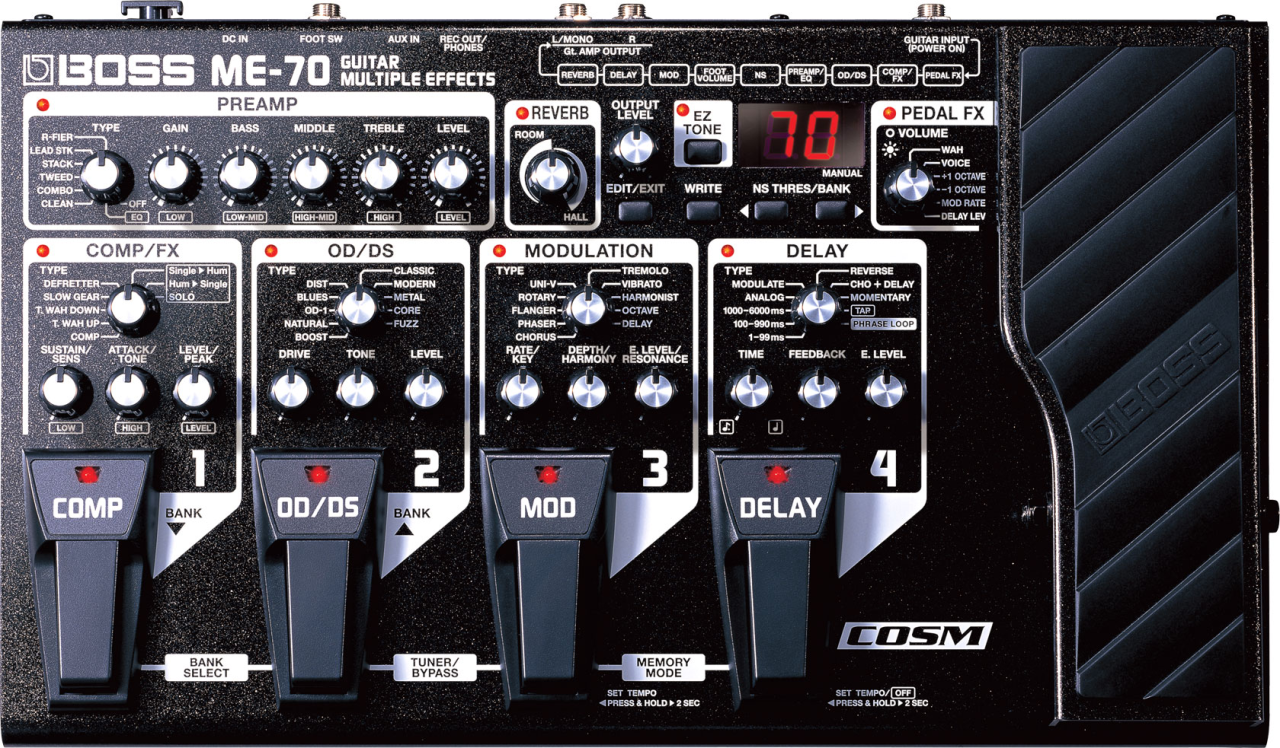 DC IN
FOOT SW
AUX IN
REC OUT/
PHONES
L/MONO
R
Gt. AMP OUTPUT
GUITAR INPUT
(POWER ON)
BOSS ME-70 GUITAR
MULTIPLE EFFECTS
REVERB
DELAY
MOD
FOOT
VOLUME
NS
PREAMP/
EQ
OD/DS
COMP/
FX
PEDAL FX
PREAMP
TYPE
R-FIER
LEAD STK
STACK
TWEED
COMBO
CLEAN
OFF
EQ
GAIN
LOW
BASS
LOW-MID
MIDDLE
HIGH-MID
TREBLE
HIGH
LEVEL
LEVEL
REVERB
ROOM
HALL
OUTPUT
LEVEL
EZ
TONE
70
MANUAL
EDIT/EXIT
WRITE
NS THRES/BANK
PEDAL FX
VOLUME
WAH
VOICE
+1 OCTAVE
-1 OCTAVE
MOD RATE
DELAY LEV
COMP/FX
TYPE
DEFRETTER
SLOW GEAR
T. WAH DOWN
T. WAH UP
COMP
Single ▶ Hum
Hum ▶ Single
SOLO
SUSTAIN/
SENS
LOW
ATTACK/
TONE
HIGH
LEVEL/
PEAK
LEVEL
OD/DS
TYPE
DIST
BLUES
OD-1
NATURAL
BOOST
CLASSIC
MODERN
METAL
CORE
FUZZ
DRIVE
TONE
LEVEL
MODULATION
TYPE
UNI-V
ROTARY
FLANGER
PHASER
CHORUS
TREMOLO
VIBRATO
HARMONIST
OCTAVE
DELAY
RATE/
KEY
DEPTH/
HARMONY
E. LEVEL/
RESONANCE
DELAY
TYPE
MODULATE
ANALOG
1000-6000 ms
100-990 ms
1-99 ms
REVERSE
CHO + DELAY
MOMENTARY
TAP
PHRASE LOOP
TIME
FEEDBACK
E. LEVEL
BOSS
COMP
1
BANK
▼
OD/DS
2
BANK
▲
MOD
3
DELAY
4
COSM
BANK
SELECT
TUNER/
BYPASS
MEMORY
MODE
SET TEMPO
◀PRESS & HOLD▶ 2 SEC
SET TEMPO/OFF
◀PRESS & HOLD▶ 2 SEC